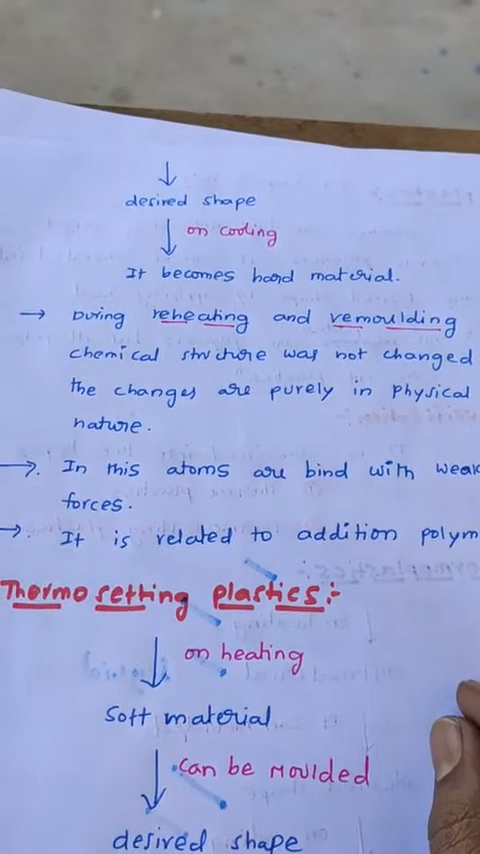 ↓
desired shape
↓ on cooling
It becomes hard material.
→ During reheating and remoulding
chemical struture was not changed
the changes are purely in physical
nature.
→. In this atoms are bind with weak
forces.
→. It is related to addition polym
Thermo setting plastics:-
↓ on heating
Soft material
↓ .can be Moulded
desired shape